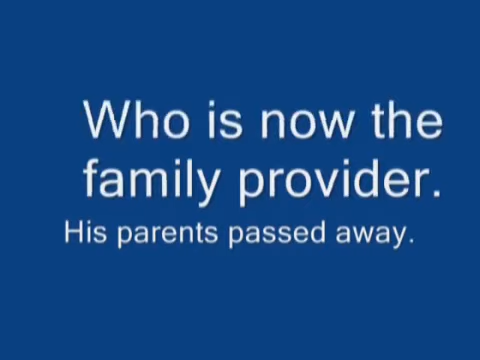 Who is now the
family provider.
His parents passed away.